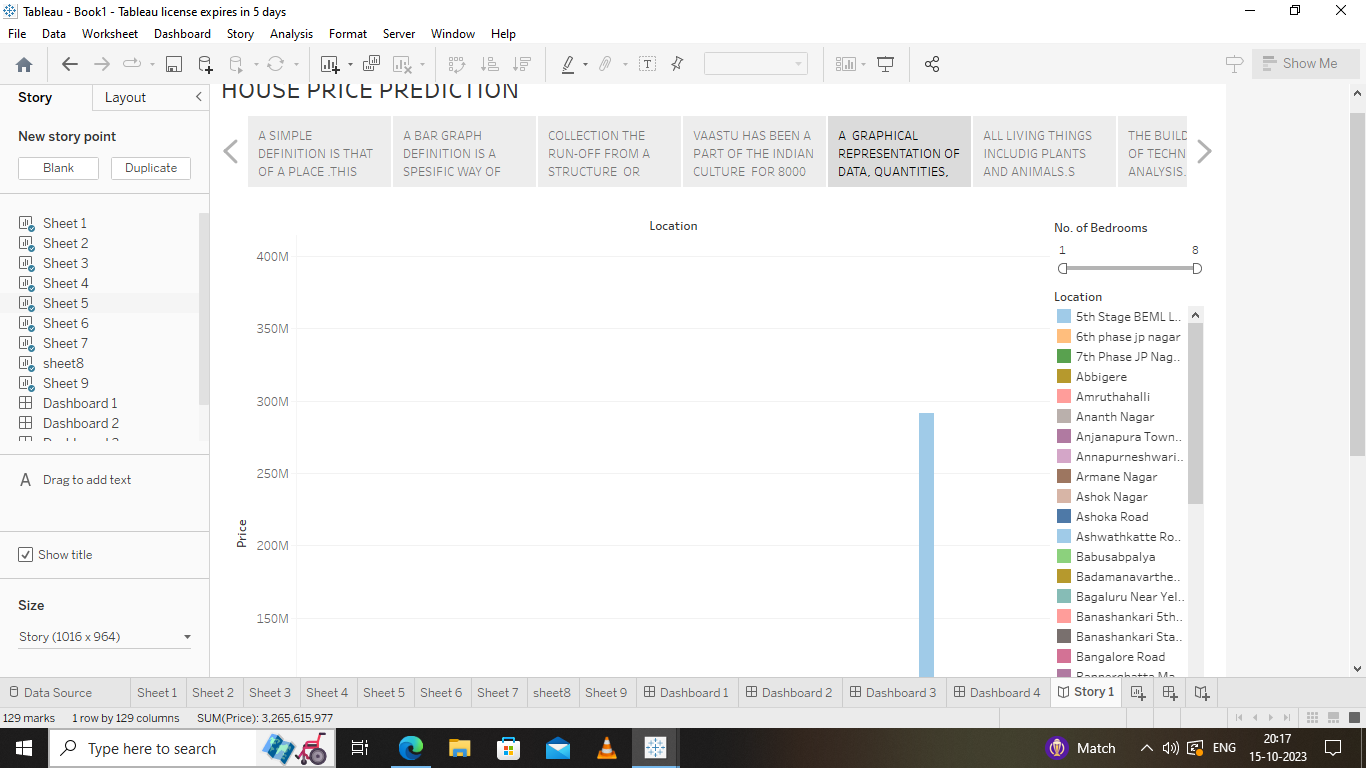 Tableau - Book1 - Tableau license expires in 5 days
File Data Worksheet Dashboard Story Analysis Format Server Window Help
Show Me
Story Layout
New story point
Blank Duplicate
Sheet 1
Sheet 2
Sheet 3
Sheet 4
Sheet 5
Sheet 6
Sheet 7
sheet8
Sheet 9
Dashboard 1
Dashboard 2
A Drag to add text
Show title
Size
Story (1016 x 964)
HOUSE PRICE PREDICTION
A SIMPLE
DEFINITION IS THAT
OF A PLACE .THIS
A BAR GRAPH
DEFINITION IS A
SPESIFIC WAY OF
COLLECTION THE
RUN-OFF FROM A
STRUCTURE OR
VAASTU HAS BEEN A
PART OF THE INDIAN
CULTURE FOR 8000
A GRAPHICAL
REPRESENTATION OF
DATA, QUANTITIES,
ALL LIVING THINGS
INCLUDIG PLANTS
AND ANIMALS.S
THE BUILD
OF TECHN
ANALYSIS.
Location
400M
350M
300M
250M
200M
150M
Price
No. of Bedrooms
1 8
Location
5th Stage BEML L..
6th phase jp nagar
7th Phase JP Nag..
Abbigere
Amruthahalli
Ananth Nagar
Anjanapura Town..
Annapurneshwari..
Armane Nagar
Ashok Nagar
Ashoka Road
Ashwathkatte Ro..
Babusabpalya
Badamanavarthe..
Bagaluru Near Yel..
Banashankari 5th..
Banashankari Sta..
Bangalore Road
Data Source Sheet 1 Sheet 2 Sheet 3 Sheet 4 Sheet 5 Sheet 6 Sheet 7 sheet8 Sheet 9 Dashboard 1 Dashboard 2 Dashboard 3 Dashboard 4 Story 1
129 marks 1 row by 129 columns SUM(Price): 3,265,615,977
Type here to search
Match
ENG
20:17
15-10-2023